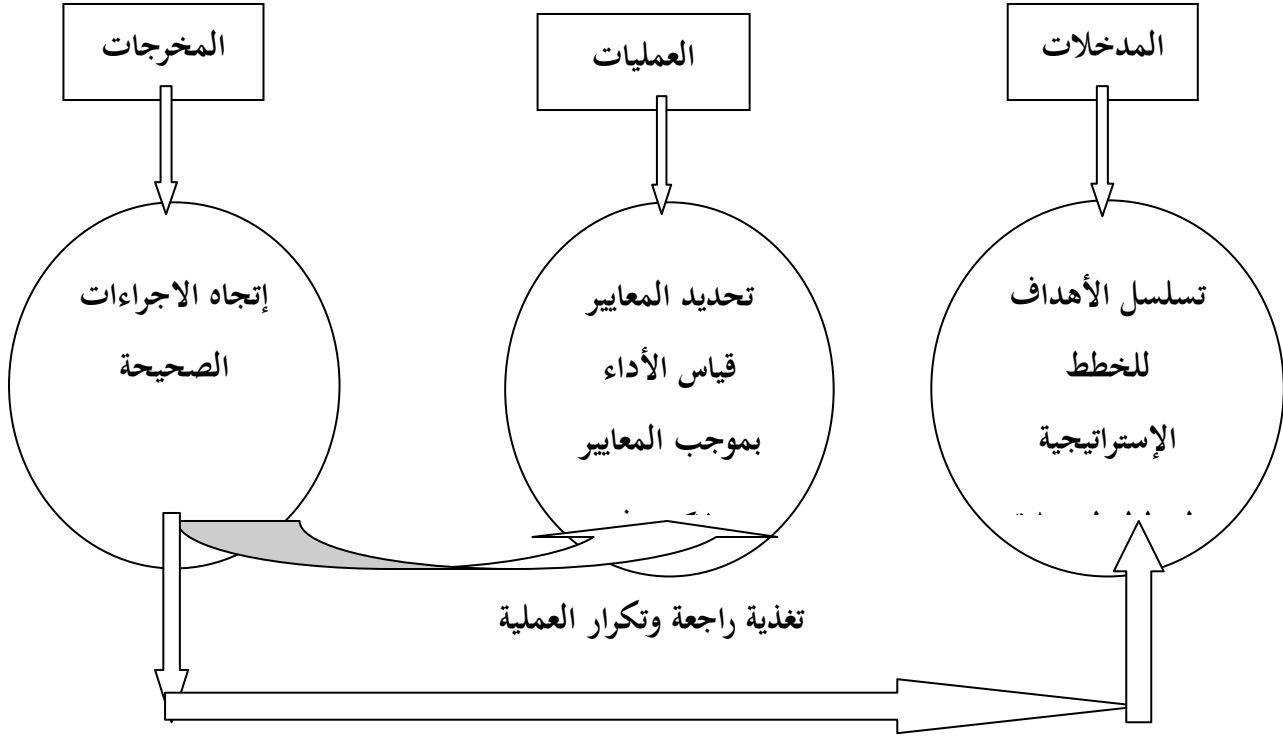 المدخلات
العمليات
المخرجات
تسلسل الأهداف
للخطط
الإستراتيجية
تحديد المعايير
قياس الأداء
بموجب المعايير
إتجاه الاجراءات
الصحيحة
تغذية راجعة وتكرار العملية